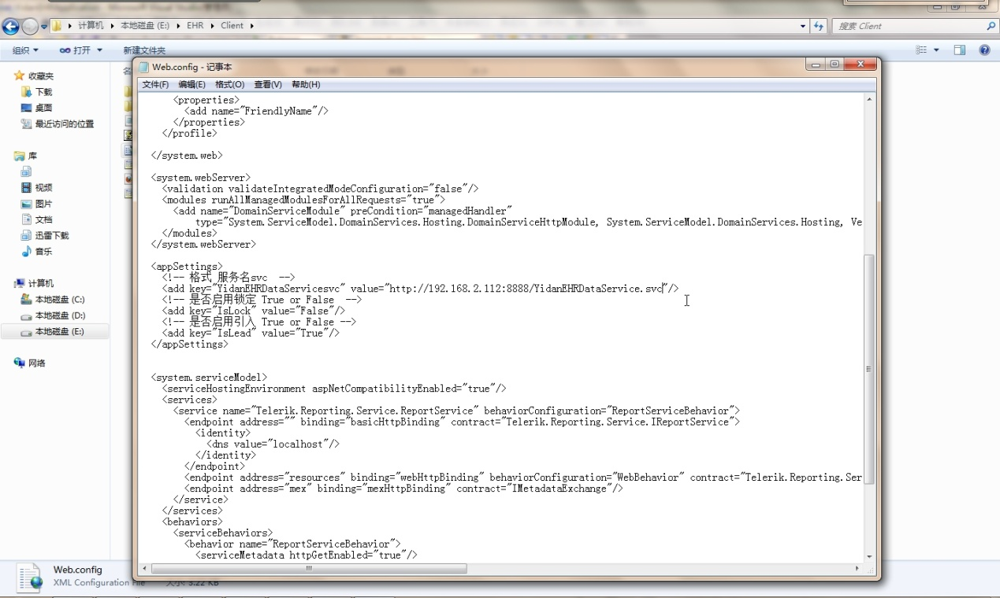 计算机 本地磁盘 (E:) EHR Client
搜索 Client
组织 打开 新建文件夹
收藏夹
下载
桌面
最近访问的位置
库
视频
图片
文档
迅雷下载
音乐
计算机
本地磁盘 (C:)
本地磁盘 (D:)
本地磁盘 (E:)
网络
Web.config - 记事本
文件(F) 编辑(E) 格式(O) 查看(V) 帮助(H)
<properties>
<add name="FriendlyName"/>
</properties>
</profile>
</system.web>
<system.webServer>
<validation validateIntegratedModeConfiguration="false"/>
<modules runAllManagedModulesForAllRequests="true">
<add name="DomainServiceModule" preCondition="managedHandler"
type="System.ServiceModel.DomainServices.Hosting.DomainServiceHttpModule, System.ServiceModel.DomainServices.Hosting, Ve
</modules>
</system.webServer>
<appSettings>
<!-- 格式 服务名svc -->
<add key="YidanEHRDataServicesvc" value="http://192.168.2.112:8888/YidanEHRDataService.svc"/>
<!-- 是否启用锁定 True or False -->
<add key="IsLock" value="False"/>
<!-- 是否启用引入 True or False -->
<add key="IsLead" value="True"/>
</appSettings>
<system.serviceModel>
<serviceHostingEnvironment aspNetCompatibilityEnabled="true"/>
<services>
<service name="Telerik.Reporting.Service.ReportService" behaviorConfiguration="ReportServiceBehavior">
<endpoint address="" binding="basicHttpBinding" contract="Telerik.Reporting.Service.IReportService">
<identity>
<dns value="localhost"/>
</identity>
</endpoint>
<endpoint address="resources" binding="webHttpBinding" behaviorConfiguration="WebBehavior" contract="Telerik.Reporting.Ser
<endpoint address="mex" binding="mexHttpBinding" contract="IMetadataExchange"/>
</service>
</services>
<behaviors>
<serviceBehaviors>
<behavior name="ReportServiceBehavior">
<serviceMetadata httpGetEnabled="true"/>
Web.config
XML Configuration File 大小: 3.22 KB